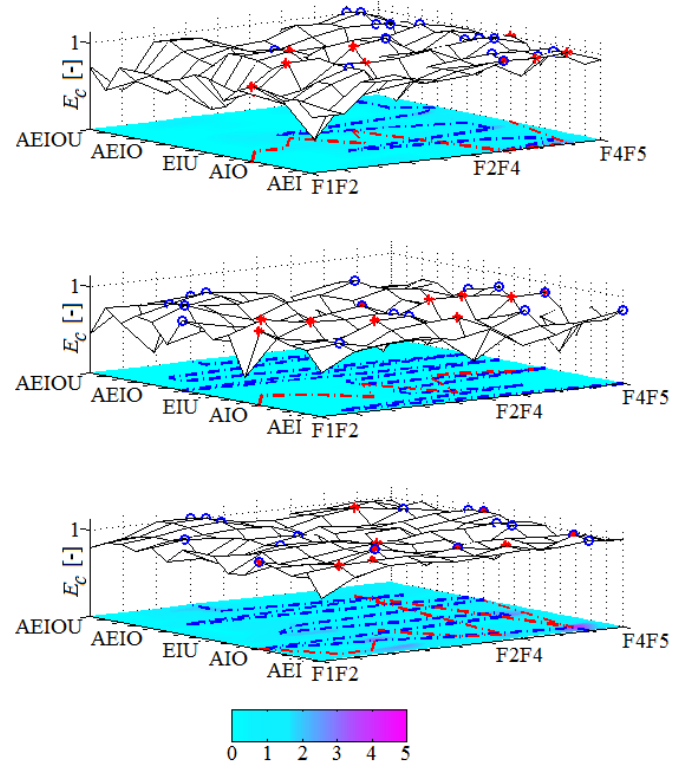 1
E_C [-]
AEIOU
AEIO
EIU
AIO
AEI
F1F2
F2F4
F4F5
1
E_C [-]
AEIOU
AEIO
EIU
AIO
AEI
F1F2
F2F4
F4F5
1
E_C [-]
AEIOU
AEIO
EIU
AIO
AEI
F1F2
F2F4
F4F5
0 1 2 3 4 5